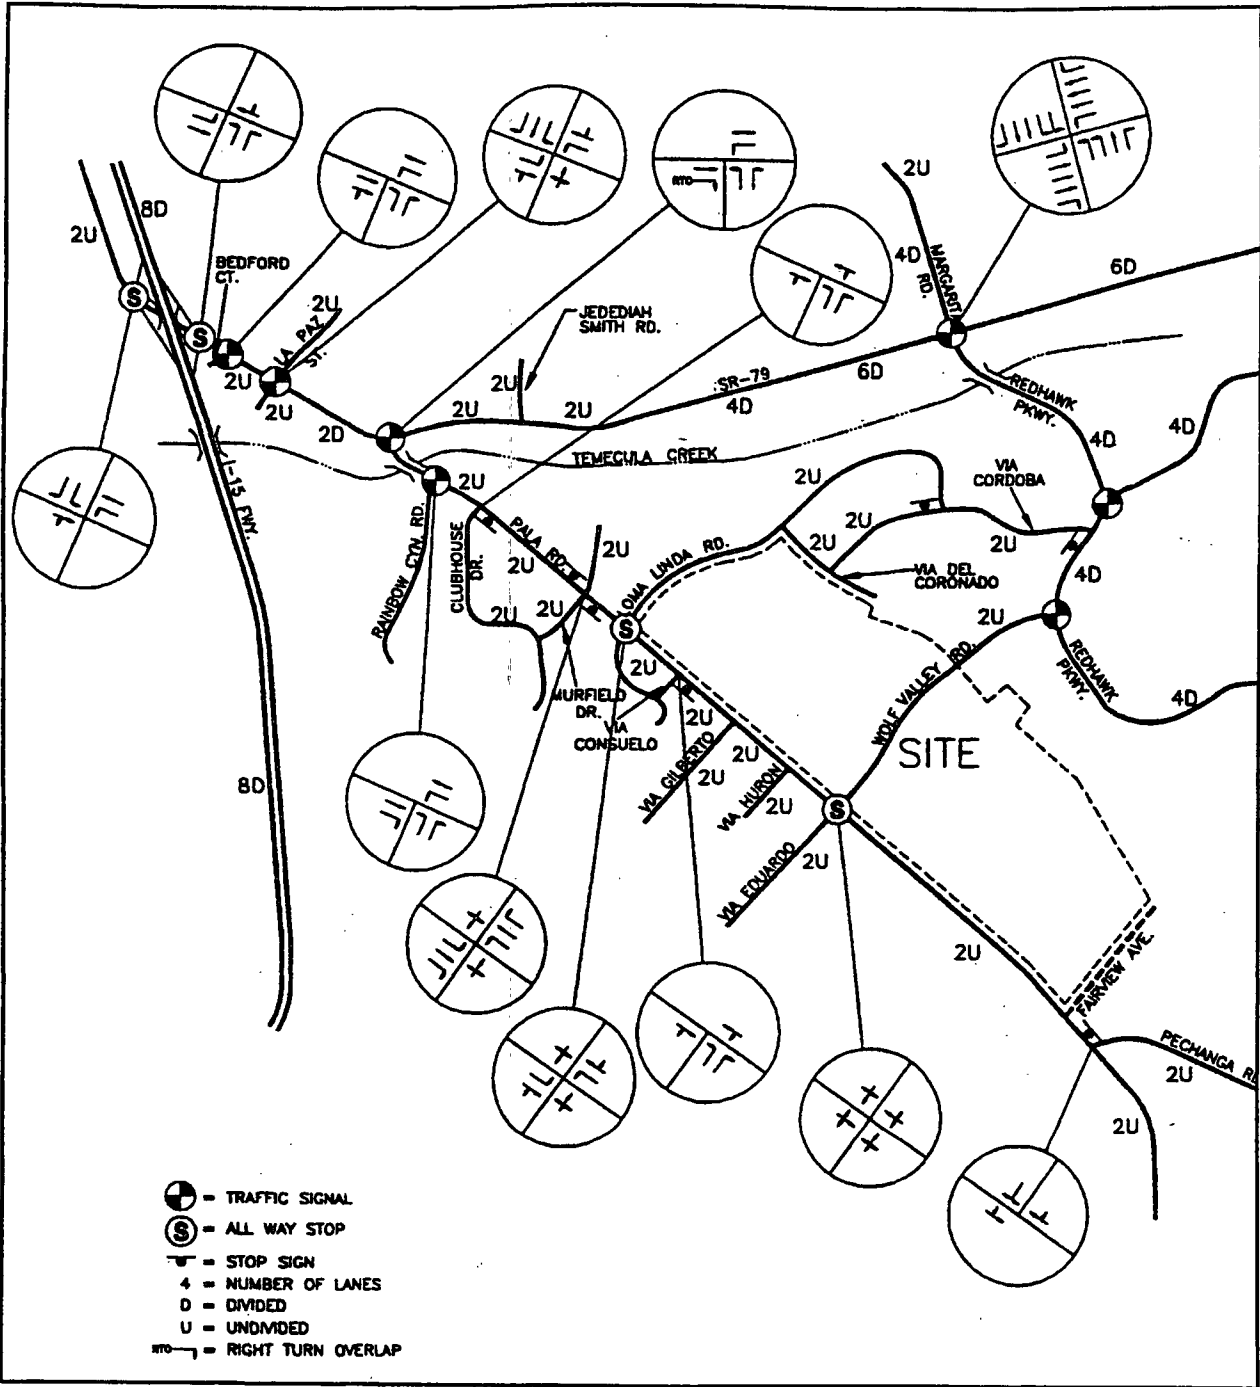 2U
8D
BEDFORD
CT.
2U
LA PAZ
ST.
2U
2U
2D
RTO
2U
4D
MARGARITA
RD.
6D
JEDEDIAH
SMITH RD.
2U
2U
2U
SR-79
4D
6D
REDHAWK
PKWY.
4D
4D
TEMECULA CREEK
I-15 FWY.
2U
RAINBOW CYN. RD.
CLUBHOUSE
DR.
PALA RD.
2U
2U
2U
2U
LOMA LINDA RD.
2U
2U
2U
VIA
CORDOBA
2U
VIA DEL
CORONADO
4D
2U
REDHAWK
PKWY.
4D
WOLF VALLEY RD.
SITE
MURFIELD
DR.
VIA
CONSUELO
2U
2U
2U
VIA GILBERTO
2U
VIA HURON
2U
VIA EDUARDO
2U
8D
2U
FAIRVIEW AVE.
PECHANGA RD
2U
2U
S
S
S
S
= TRAFFIC SIGNAL
S = ALL WAY STOP
= STOP SIGN
4 = NUMBER OF LANES
D = DIVIDED
U = UNDIVIDED
RTO = RIGHT TURN OVERLAP